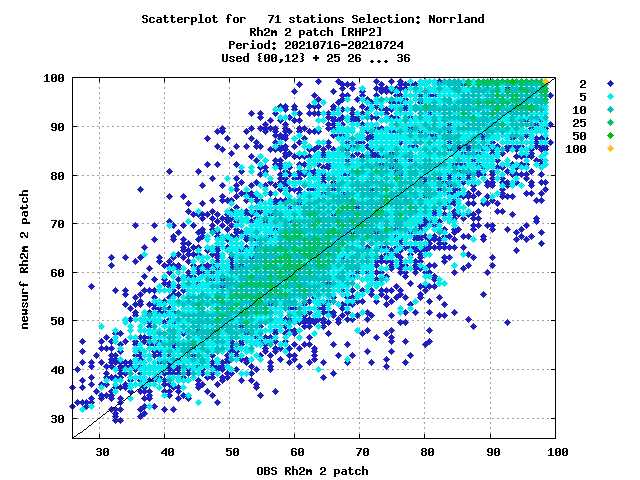 Scatterplot for   71 stations Selection: Norrland
Rh2m 2 patch [RHP2]
Period: 20210716-20210724
Used {00,12} + 25 26 ... 36
100
90
80
70
60
50
40
30
newsurf Rh2m 2 patch
30 40 50 60 70 80 90 100
OBS Rh2m 2 patch
2
5
10
25
50
100